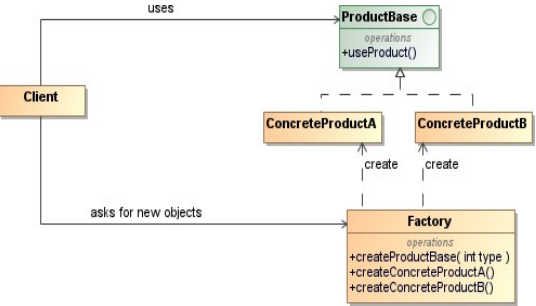 uses
ProductBase
operations
+useProduct()
Client
ConcreteProductA
ConcreteProductB
create
create
asks for new objects
Factory
operations
+createProductBase( int type )
+createConcreteProductA()
+createConcreteProductB()